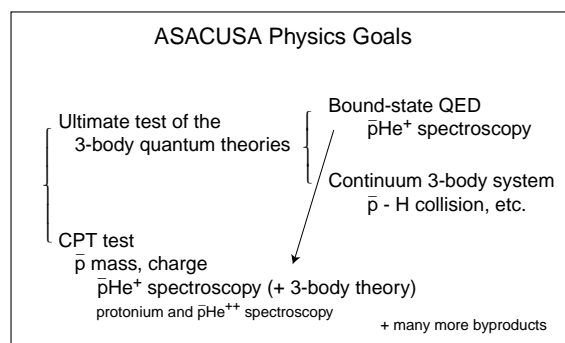 ASACUSA Physics Goals
Ultimate test of the
3-body quantum theories
Bound-state QED
p̄He⁺ spectroscopy
Continuum 3-body system
p̄ - H collision, etc.
CPT test
p̄ mass, charge
p̄He⁺ spectroscopy (+ 3-body theory)
protonium and p̄He⁺⁺ spectroscopy
+ many more byproducts